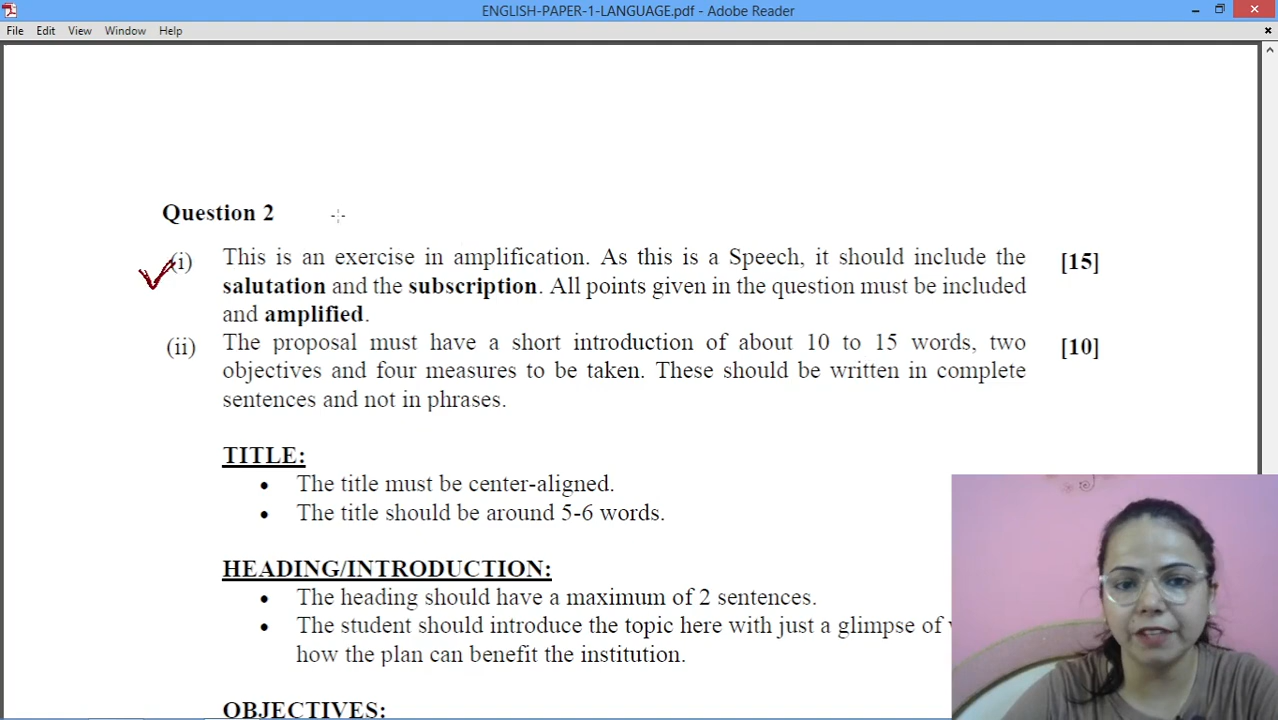 ENGLISH-PAPER-1-LANGUAGE.pdf - Adobe Reader
File Edit View Window Help
Question 2
(i) This is an exercise in amplification. As this is a Speech, it should include the [15]
salutation and the subscription. All points given in the question must be included
and amplified.
(ii) The proposal must have a short introduction of about 10 to 15 words, two [10]
objectives and four measures to be taken. These should be written in complete
sentences and not in phrases.
TITLE:
• The title must be center-aligned.
• The title should be around 5-6 words.
HEADING/INTRODUCTION:
• The heading should have a maximum of 2 sentences.
• The student should introduce the topic here with just a glimpse of
how the plan can benefit the institution.
OBJECTIVES: